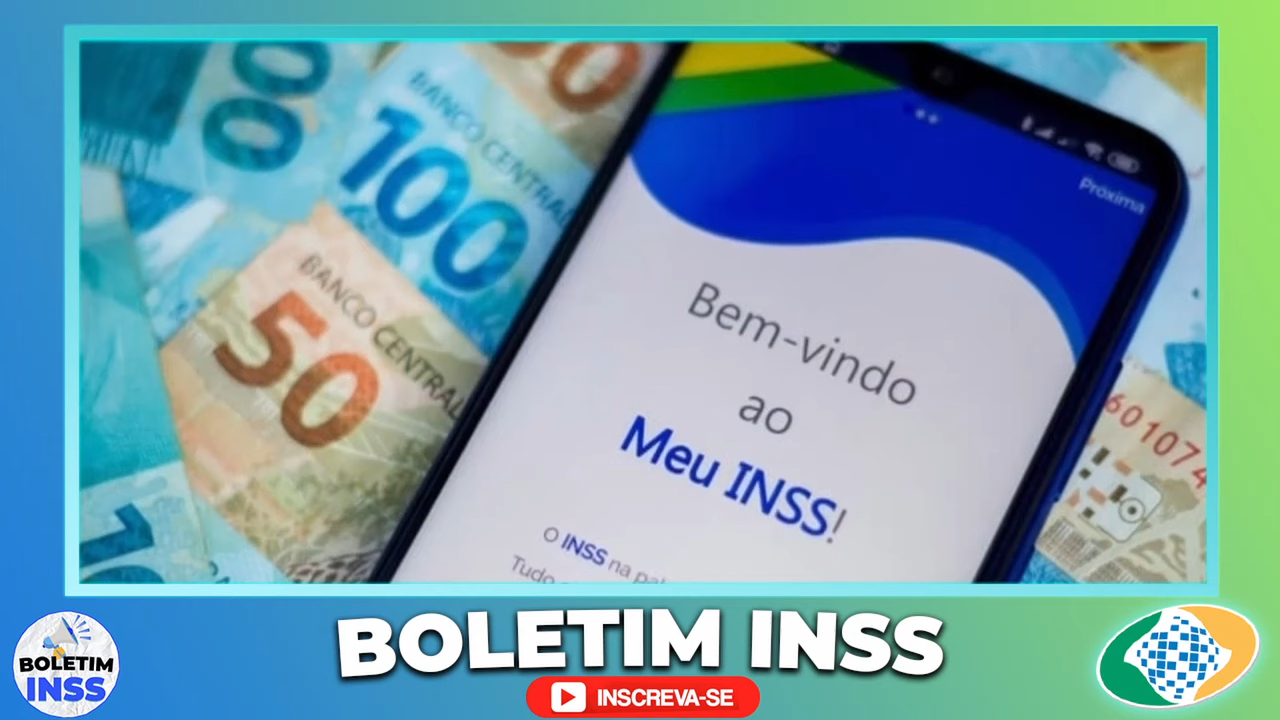 BANCO CENTRAL
100
BANCO CENTRAL
50
Próxima
Bem-vindo
ao
Meu INSS!
O INSS na
Tudo
601074
BOLETIM INSS
INSCREVA-SE
BOLETIM
INSS